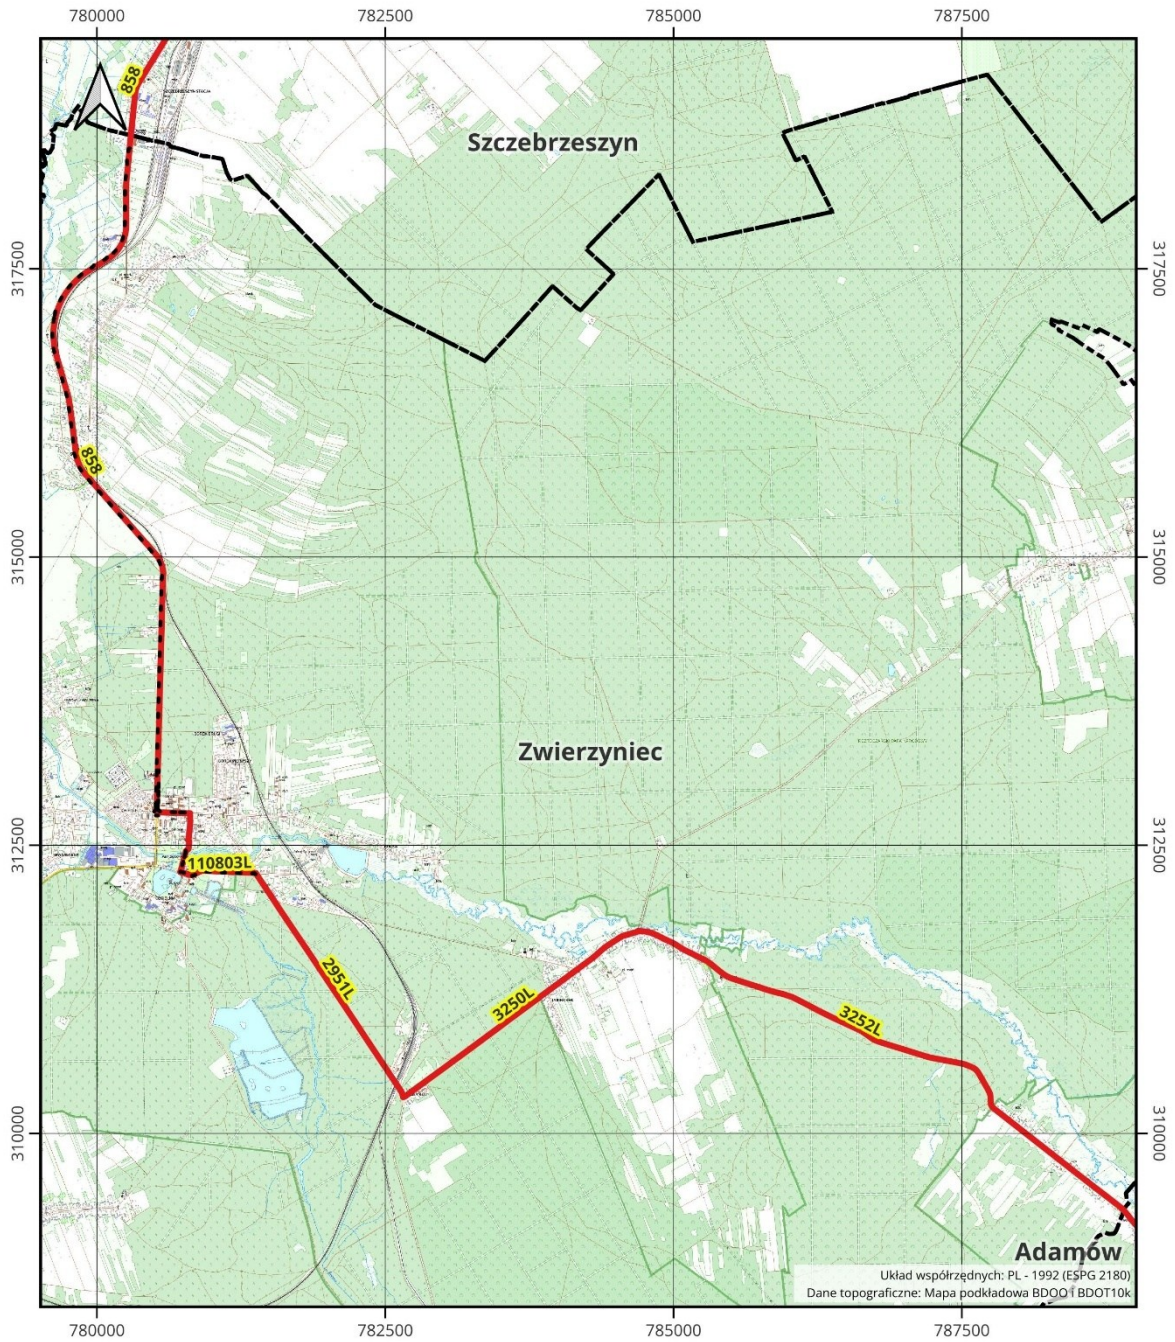 780000 782500 785000 787500
858
Szczebrzeszyn
317500 317500
858
315000 315000
Zwierzyniec
312500 312500
110803L
2951L
3250L
3252L
310000 310000
Adamów
Układ współrzędnych: PL - 1992 (ESPG 2180)
Dane topograficzne: Mapa podkładowa BDOO i BDOT10k
780000 782500 785000 787500